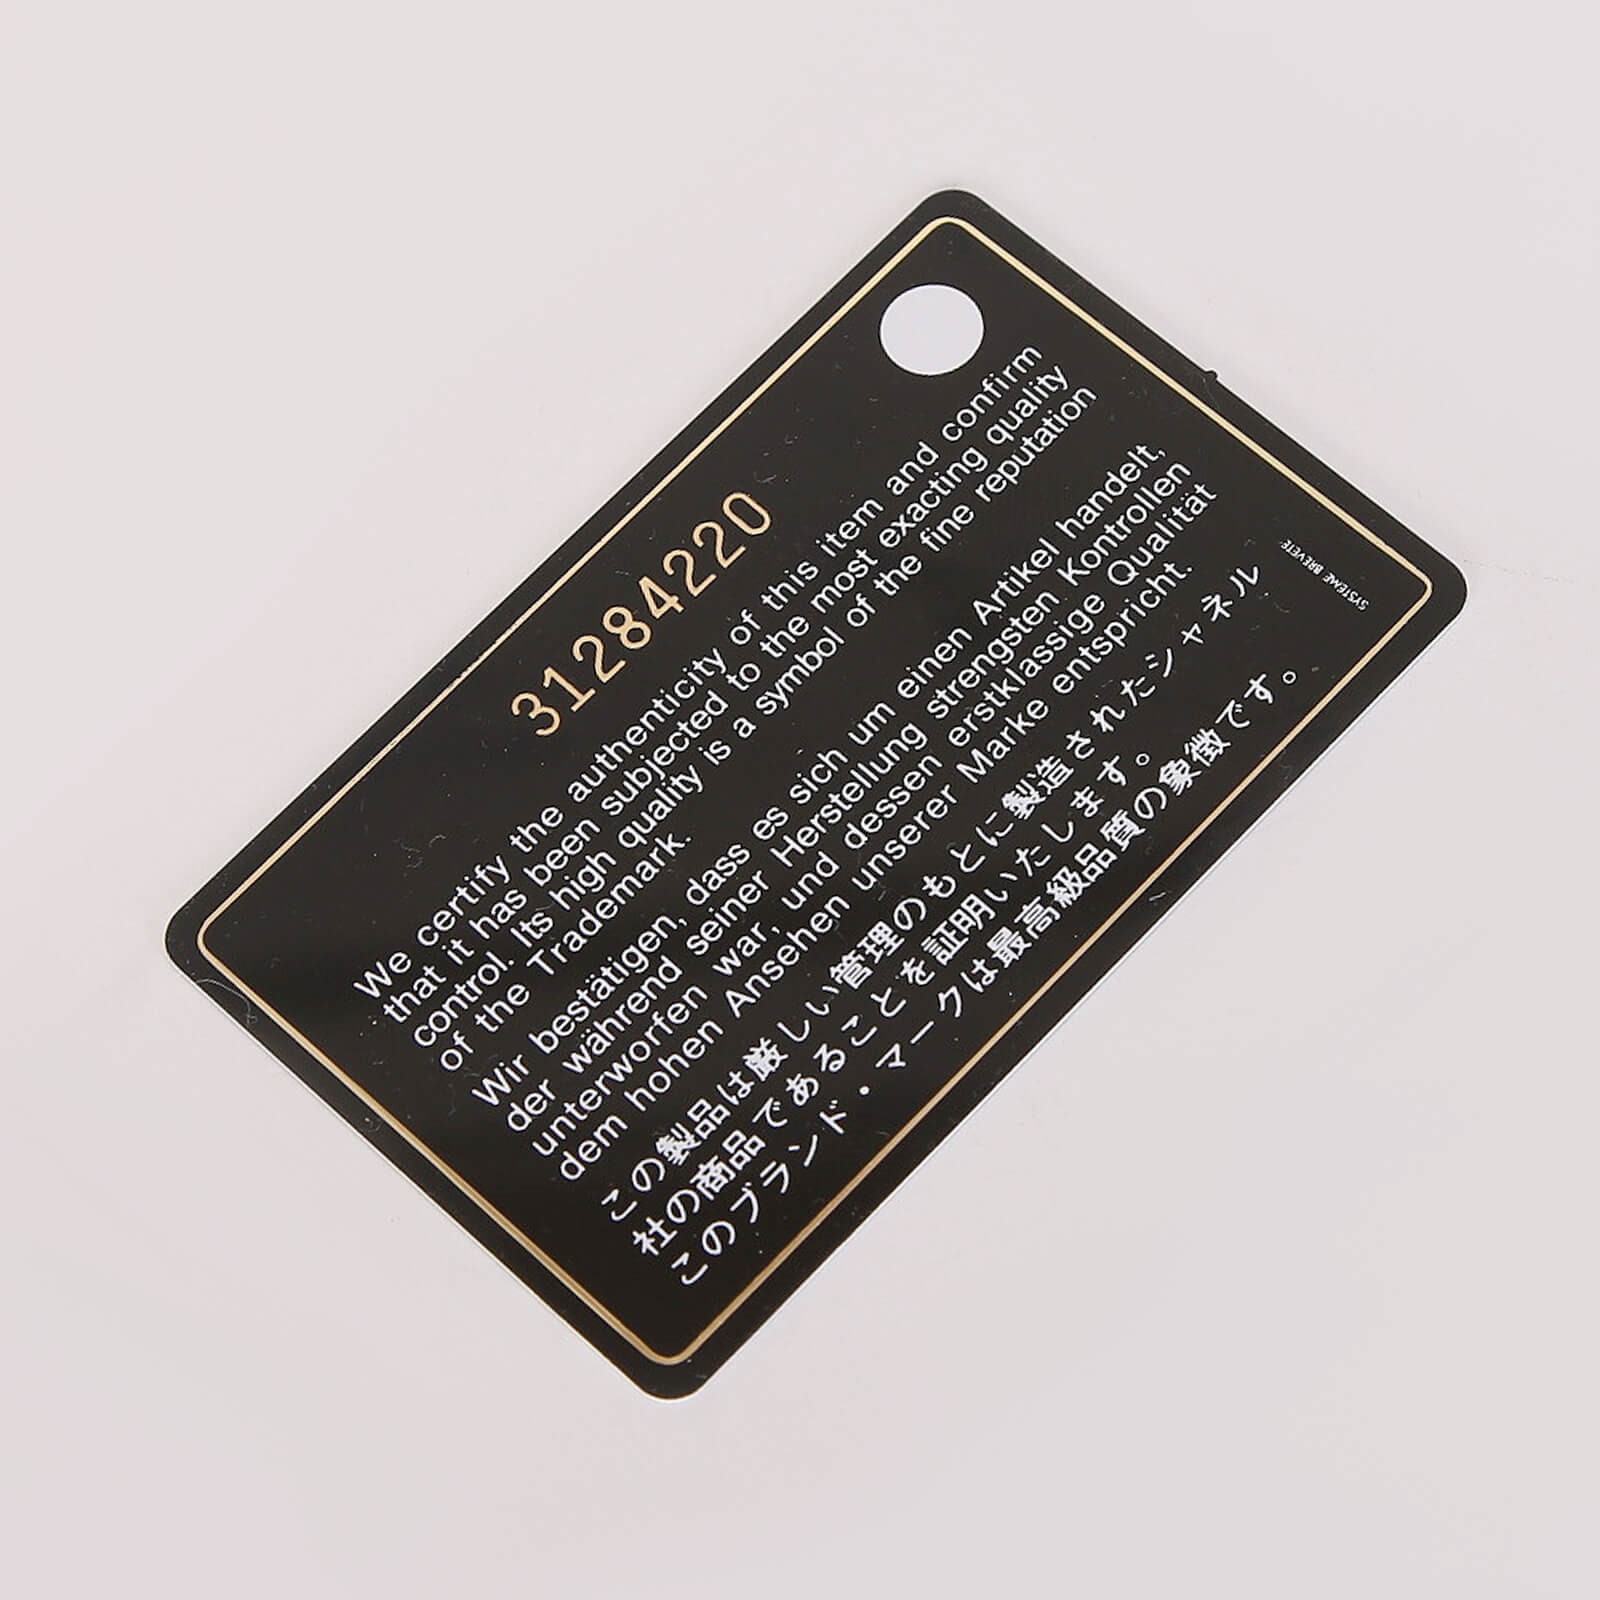 31284220
We certify the authenticity of this item and confirm
that it has been subjected to the most exacting quality
control. Its high quality is a symbol of the fine reputation
of the Trademark.
Wir bestätigen, dass es sich um einen Artikel handelt,
der während seiner Herstellung strengsten Kontrollen
unterworfen war, und dessen erstklassige Qualität
dem hohen Ansehen unserer Marke entspricht.
この製品は厳しい管理のもとに製造されたシャネル
社の商品であることを証明いたします。
このブランド・マークは最高級品質の象徴です。
SYSTEME BREVETE